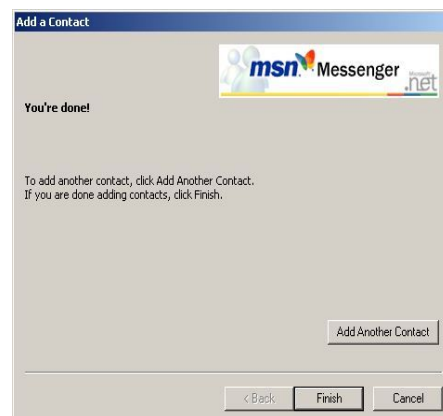 Add a Contact
msn Messenger
Microsoft
.net
You're done!
To add another contact, click Add Another Contact.
If you are done adding contacts, click Finish.
Add Another Contact
< Back Finish Cancel